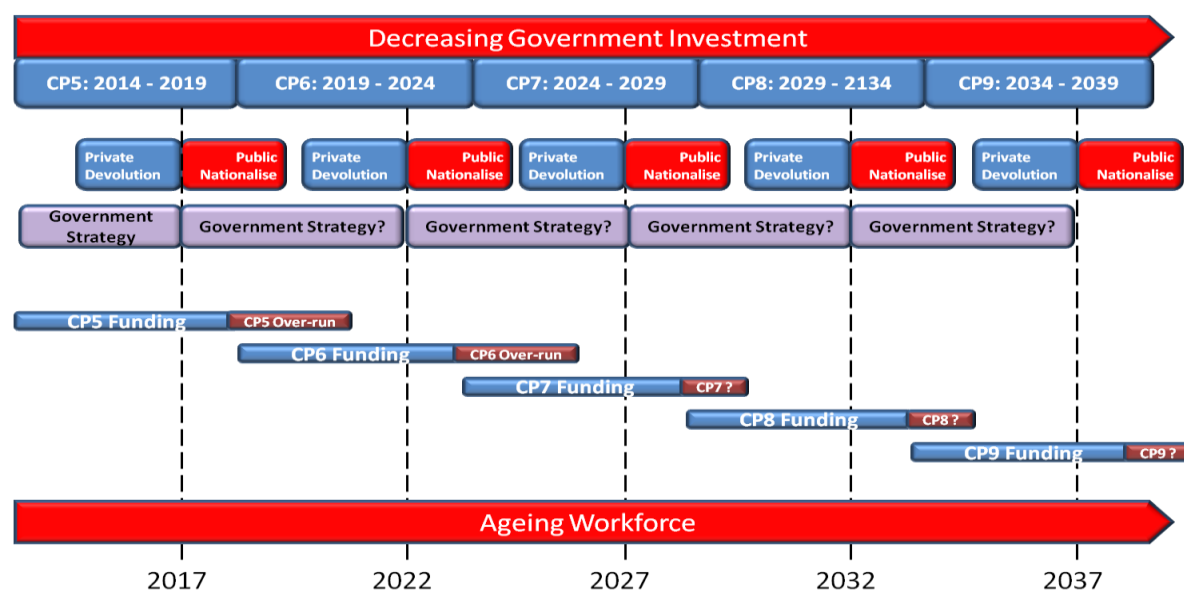 Decreasing Government Investment
CP5: 2014 - 2019
CP6: 2019 - 2024
CP7: 2024 - 2029
CP8: 2029 - 2134
CP9: 2034 - 2039
Private
Devolution
Public
Nationalise
Private
Devolution
Public
Nationalise
Private
Devolution
Public
Nationalise
Private
Devolution
Public
Nationalise
Private
Devolution
Public
Nationalise
Government
Strategy
Government Strategy?
Government Strategy?
Government Strategy?
Government Strategy?
CP5 Funding
CP5 Over-run
CP6 Funding
CP6 Over-run
CP7 Funding
CP7 ?
CP8 Funding
CP8 ?
CP9 Funding
CP9 ?
Ageing Workforce
2017
2022
2027
2032
2037